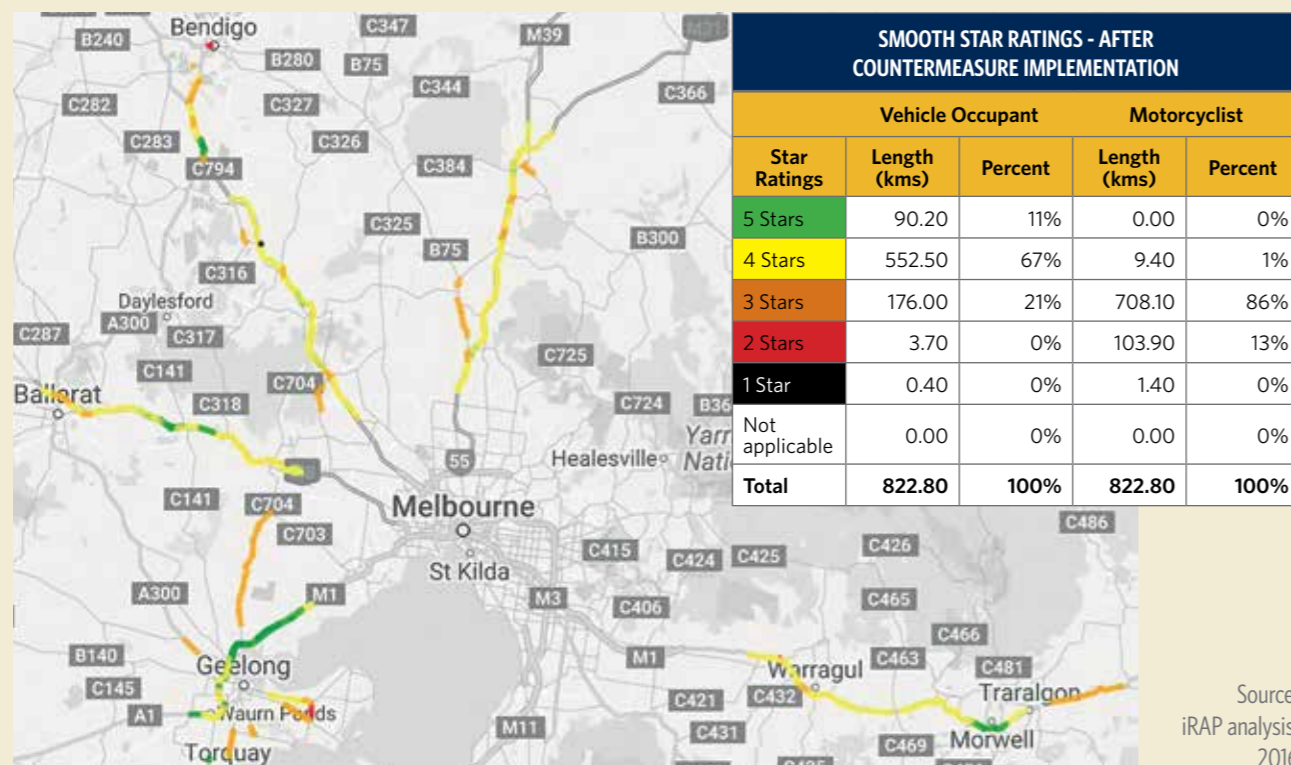 Bendigo
C347
M39
M31
B240
B280
B75
C344
C366
C282
C327
C283
C326
C384
C794
C325
B300
B75
C316
Daylesford
A300
C287
C317
C725
C141
C704
Ballarat
C318
C724
B36
Yarr
Nati
55
Healesville
C141
C704
Melbourne
C703
C486
St Kilda
C415
C424
C425
C426
A300
M1
M3
C406
C465
C466
B140
Geelong
M1
Warragul
C463
C481
C145
C421
C432
Traralgon
A1
Waurn Ponds
M11
C431
C469
Morwell
Torquay
SMOOTH STAR RATINGS - AFTER
COUNTERMEASURE IMPLEMENTATION
Vehicle Occupant Motorcyclist
Star Ratings Length (kms) Percent Length (kms) Percent
5 Stars 90.20 11% 0.00 0%
4 Stars 552.50 67% 9.40 1%
3 Stars 176.00 21% 708.10 86%
2 Stars 3.70 0% 103.90 13%
1 Star 0.40 0% 1.40 0%
Not applicable 0.00 0% 0.00 0%
Total 822.80 100% 822.80 100%
Source
iRAP analysis
2016